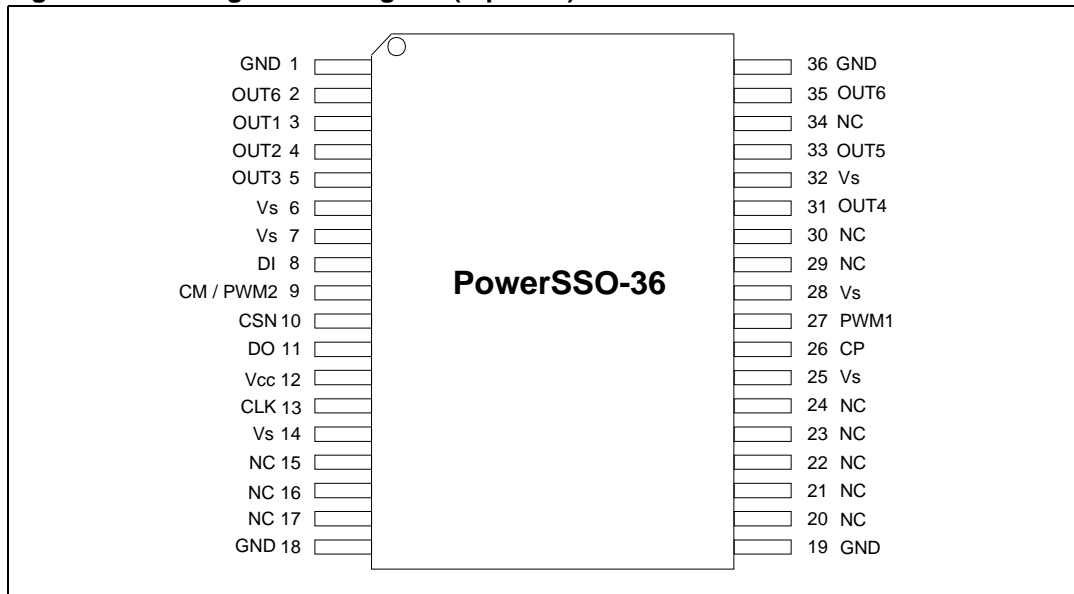 GND 1
OUT6 2
OUT1 3
OUT2 4
OUT3 5
Vs 6
Vs 7
DI 8
CM / PWM2 9
CSN 10
DO 11
Vcc 12
CLK 13
Vs 14
NC 15
NC 16
NC 17
GND 18
PowerSSO-36
36 GND
35 OUT6
34 NC
33 OUT5
32 Vs
31 OUT4
30 NC
29 NC
28 Vs
27 PWM1
26 CP
25 Vs
24 NC
23 NC
22 NC
21 NC
20 NC
19 GND